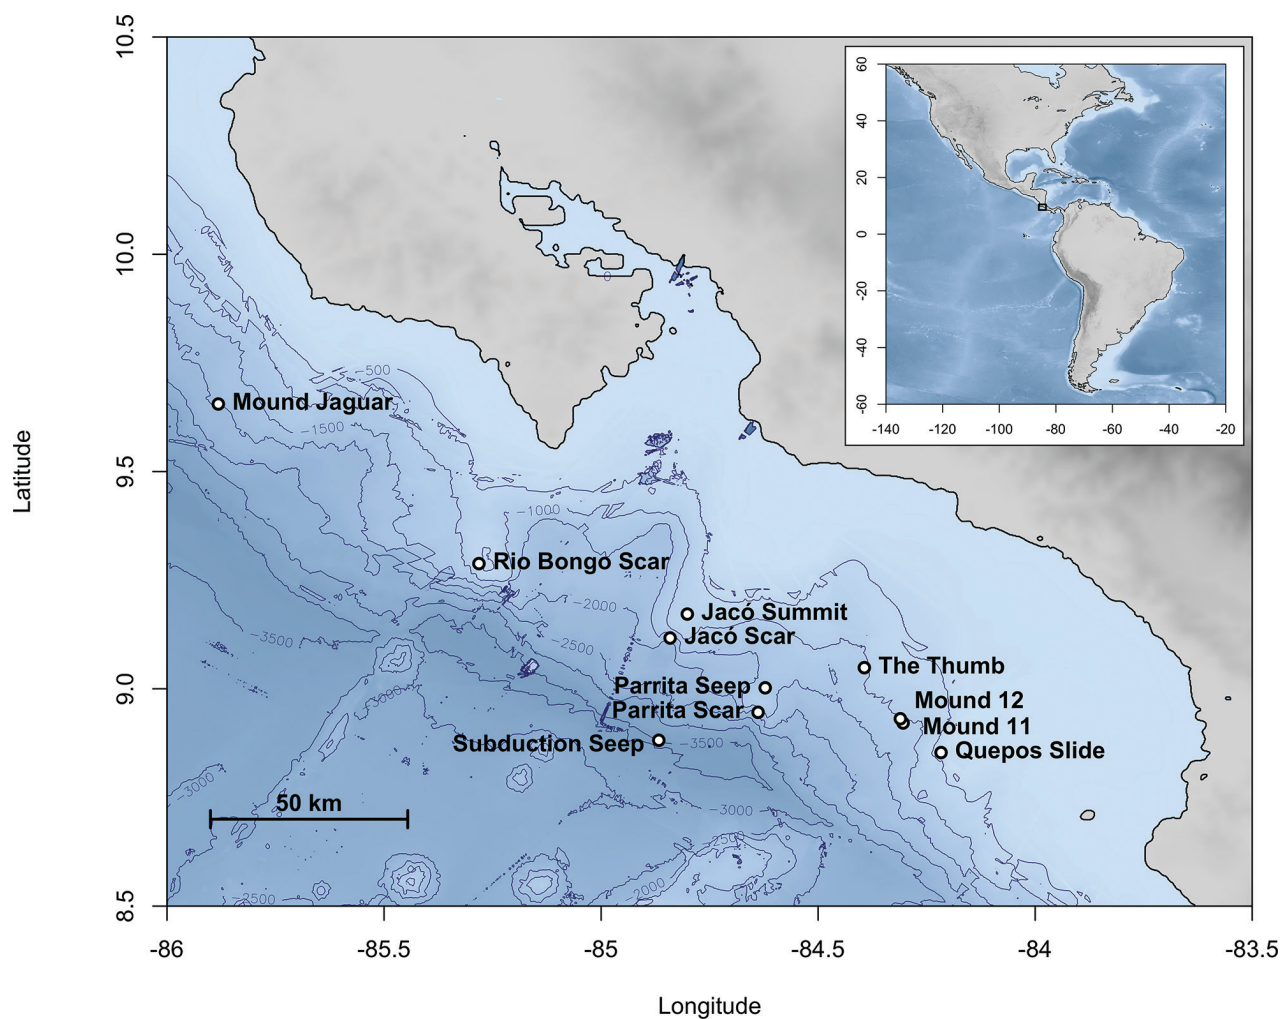 10.5
10.0
9.5
9.0
8.5
Latitude
-86
-85.5
-85
-84.5
-84
-83.5
Longitude
60
40
20
0
-20
-40
-60
-140
-120
-100
-80
-60
-40
-20
0
−500
Mound Jaguar
−1500
−1000
Rio Bongo Scar
−2000
Jacó Summit
−3500
Jacó Scar
−2500
The Thumb
Parrita Seep
−3000
Mound 12
Parrita Scar
Mound 11
Subduction Seep
−3500
Quepos Slide
−3000
50 km
−3000
2000
−2500